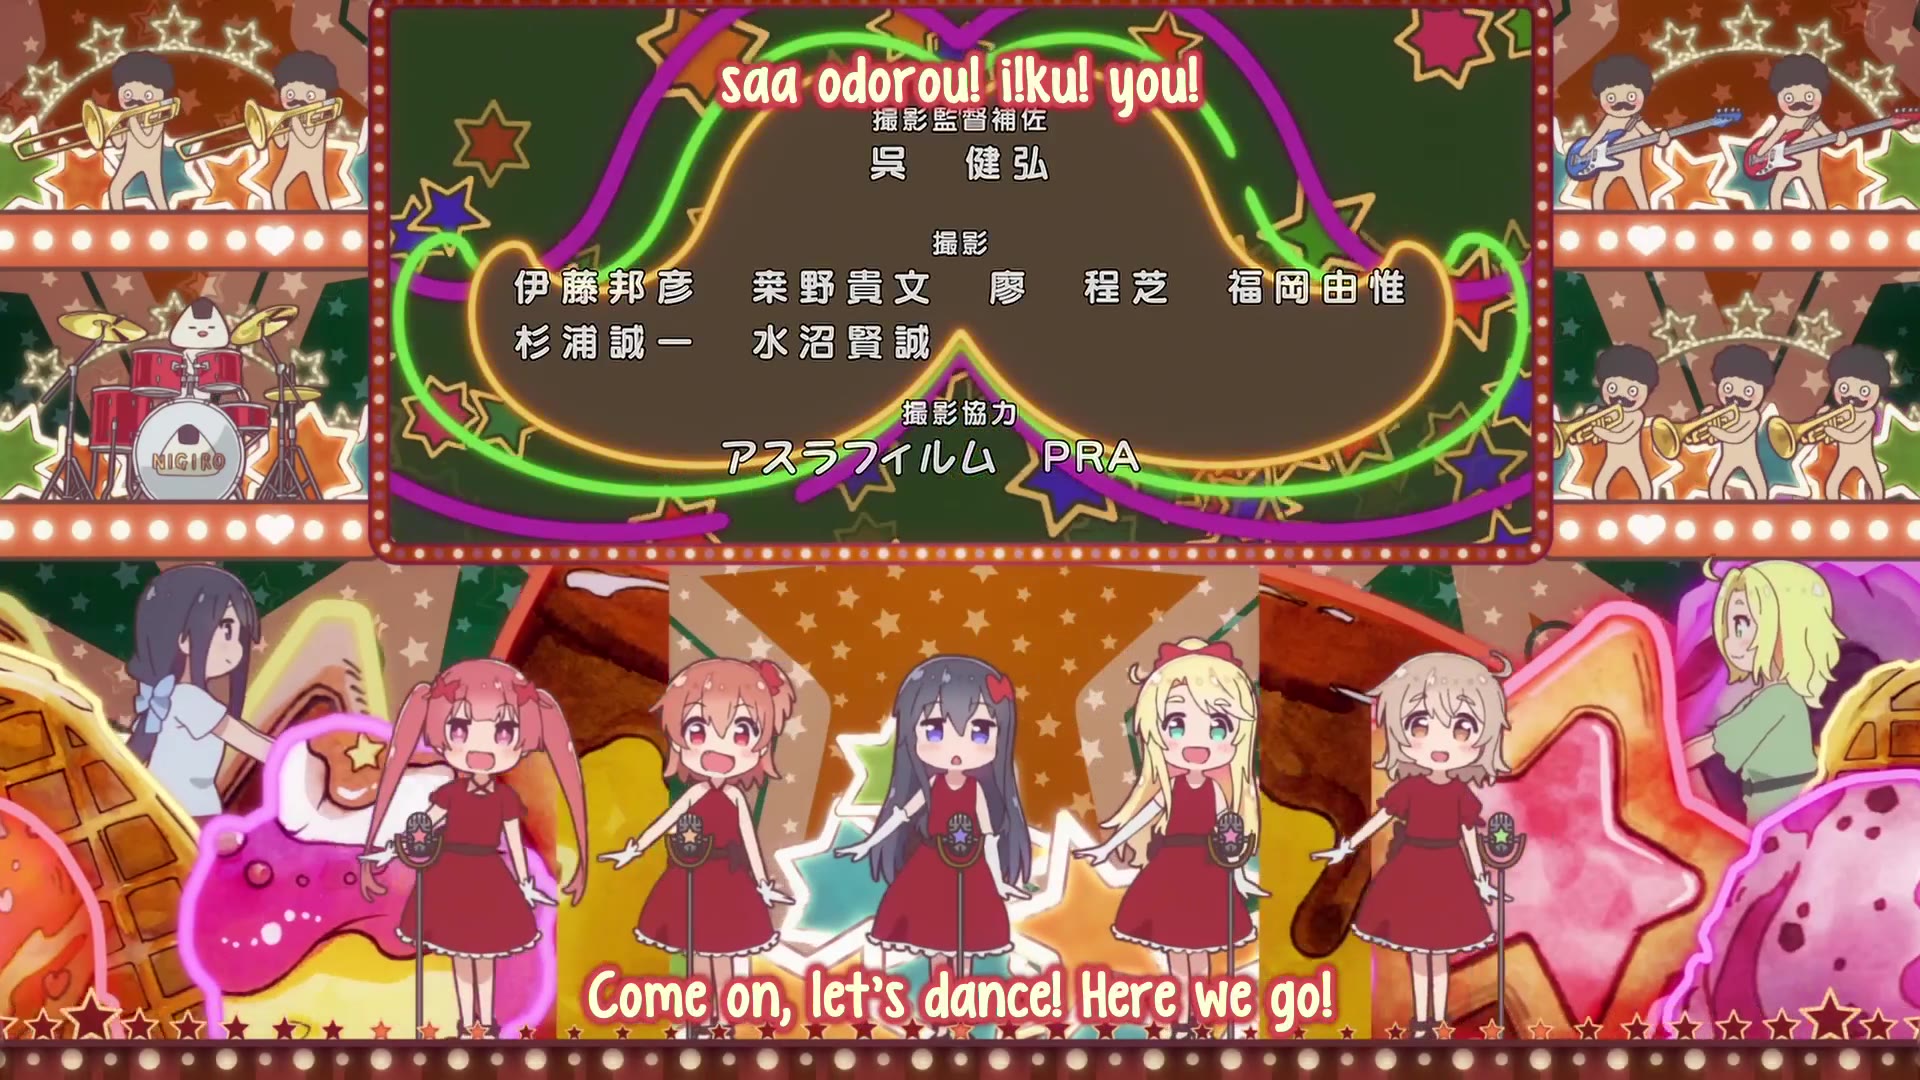 saa odorou! i!ku! you!
撮影監督補佐
呉　健弘
撮影
伊藤邦彦　桒野貴文　廖　程芝　福岡由惟
杉浦誠一　水沼賢誠
撮影協力
アスラフィルム　PRA
NIGIRO
Come on, let's dance! Here we go!